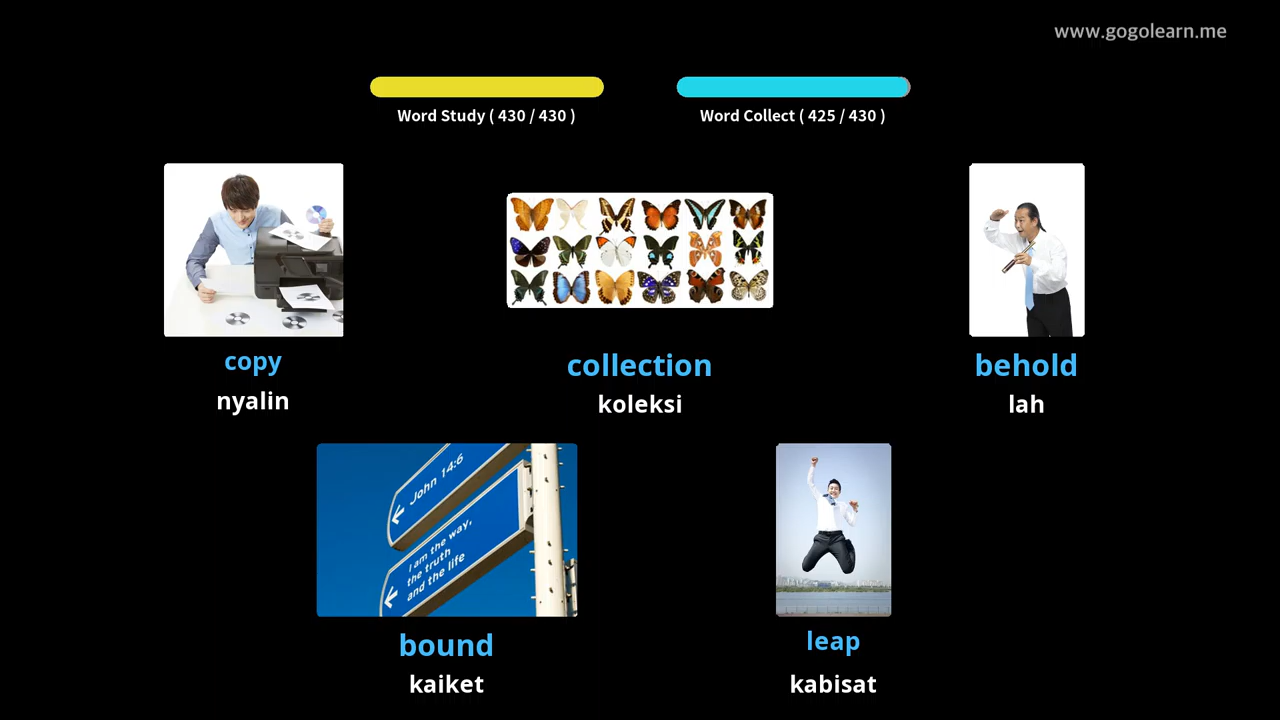 www.gogolearn.me
Word Study ( 430 / 430 )
Word Collect ( 425 / 430 )
copy
nyalin
collection
koleksi
behold
lah
John 14:6
I am the way,
the truth
and the life
bound
kaiket
leap
kabisat